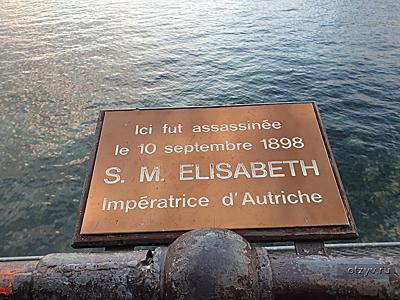 Ici fut assassinée
le 10 septembre 1898
S. M. ELISABETH
Impératrice d'Autriche
otzyv.ru